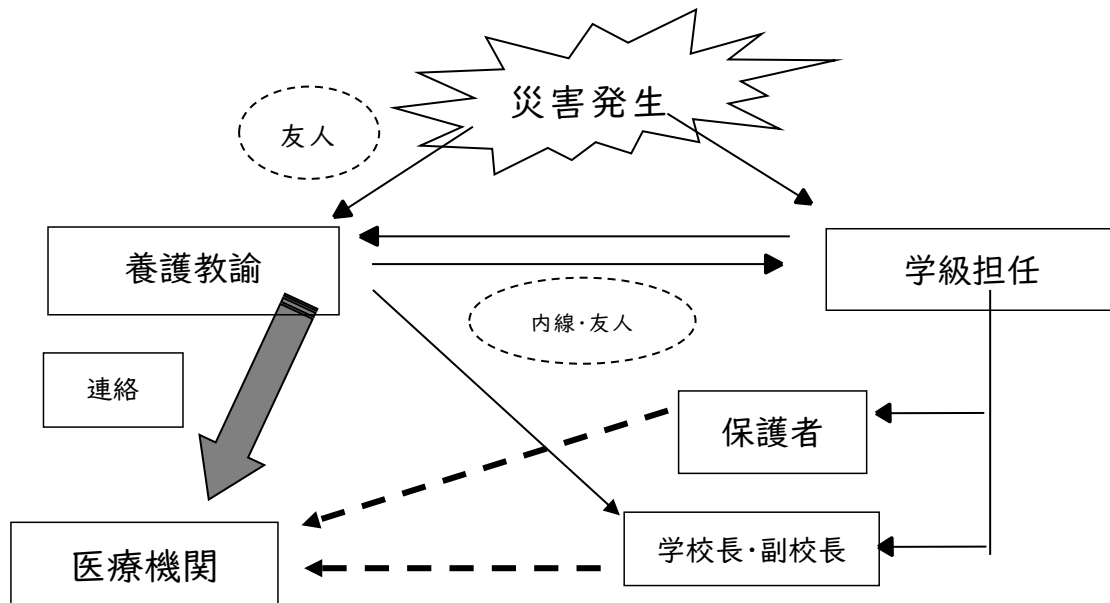 災害発生
友人
養護教諭
学級担任
内線・友人
連絡
保護者
学校長・副校長
医療機関